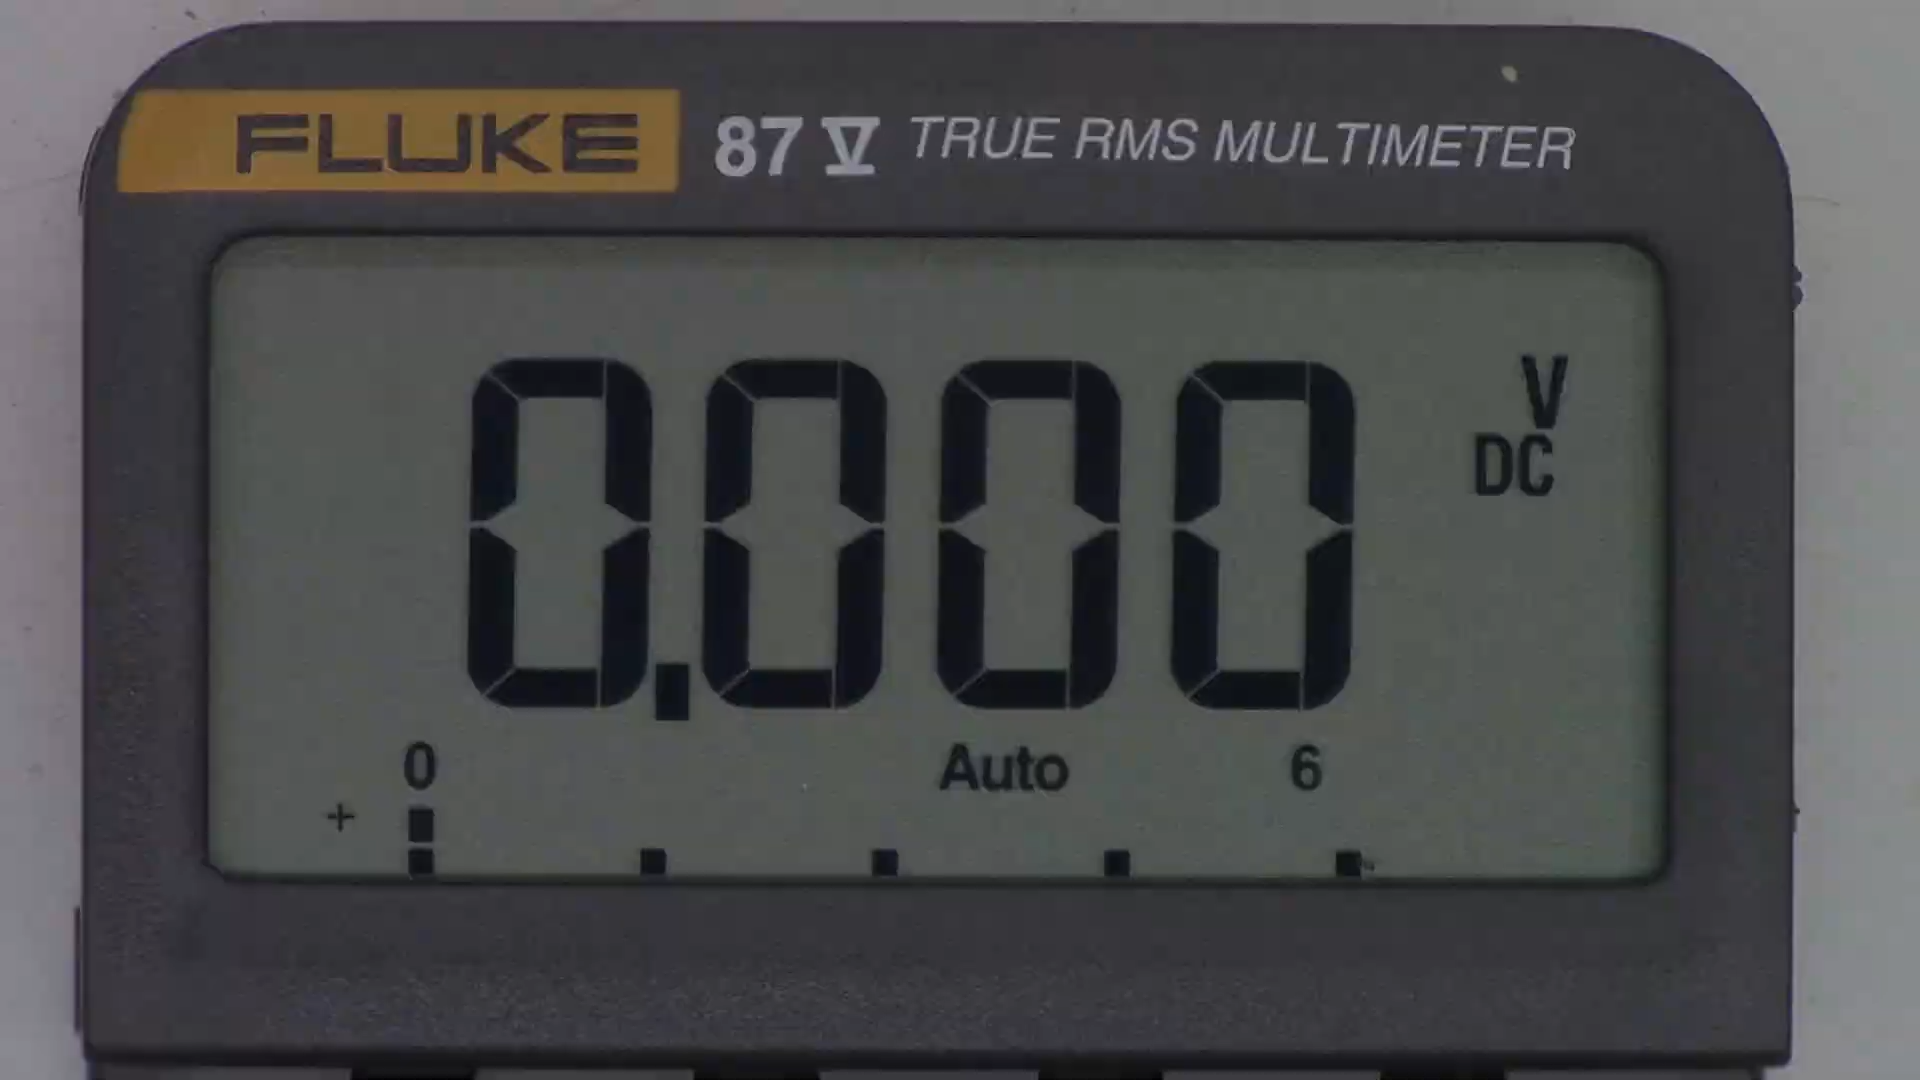 FLUKE 87 V TRUE RMS MULTIMETER
0.000 V
DC
0 Auto 6
+